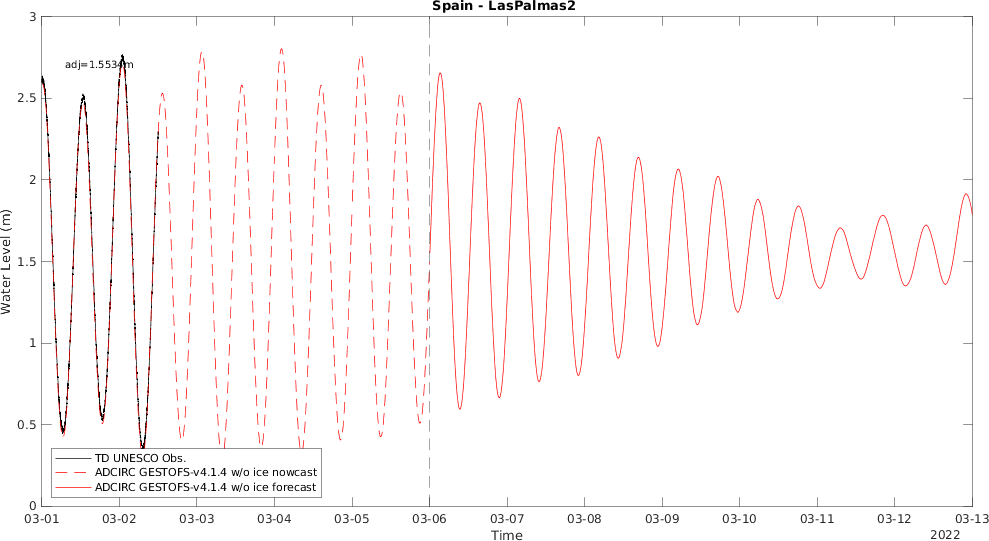 Spain - LasPalmas2
3
adj=1.5534m
2.5
2
1.5
1
0.5
0
Water Level (m)
TD UNESCO Obs.
ADCIRC GESTOFS-v4.1.4 w/o ice nowcast
ADCIRC GESTOFS-v4.1.4 w/o ice forecast
03-01 03-02 03-03 03-04 03-05 03-06 03-07 03-08 03-09 03-10 03-11 03-12 03-13
Time
2022